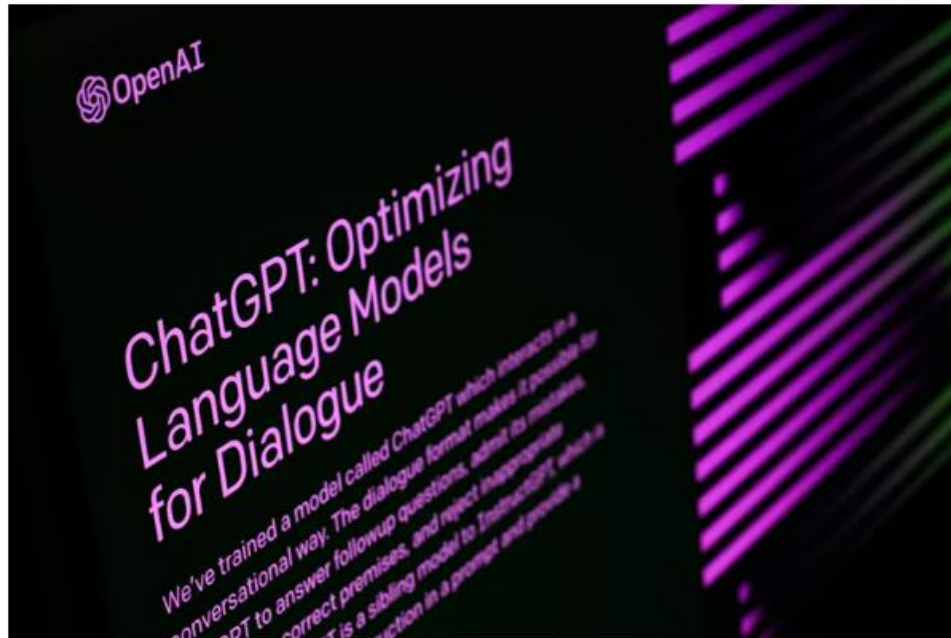 OpenAI
ChatGPT: Optimizing
Language Models
for Dialogue
We've trained a model called ChatGPT which interacts in a
conversational way. The dialogue format makes it possible for
GPT to answer followup questions, admit its mistakes,
correct premises, and reject inappropriate
is a sibling model to InstructGPT, which is
in a prompt and provide a